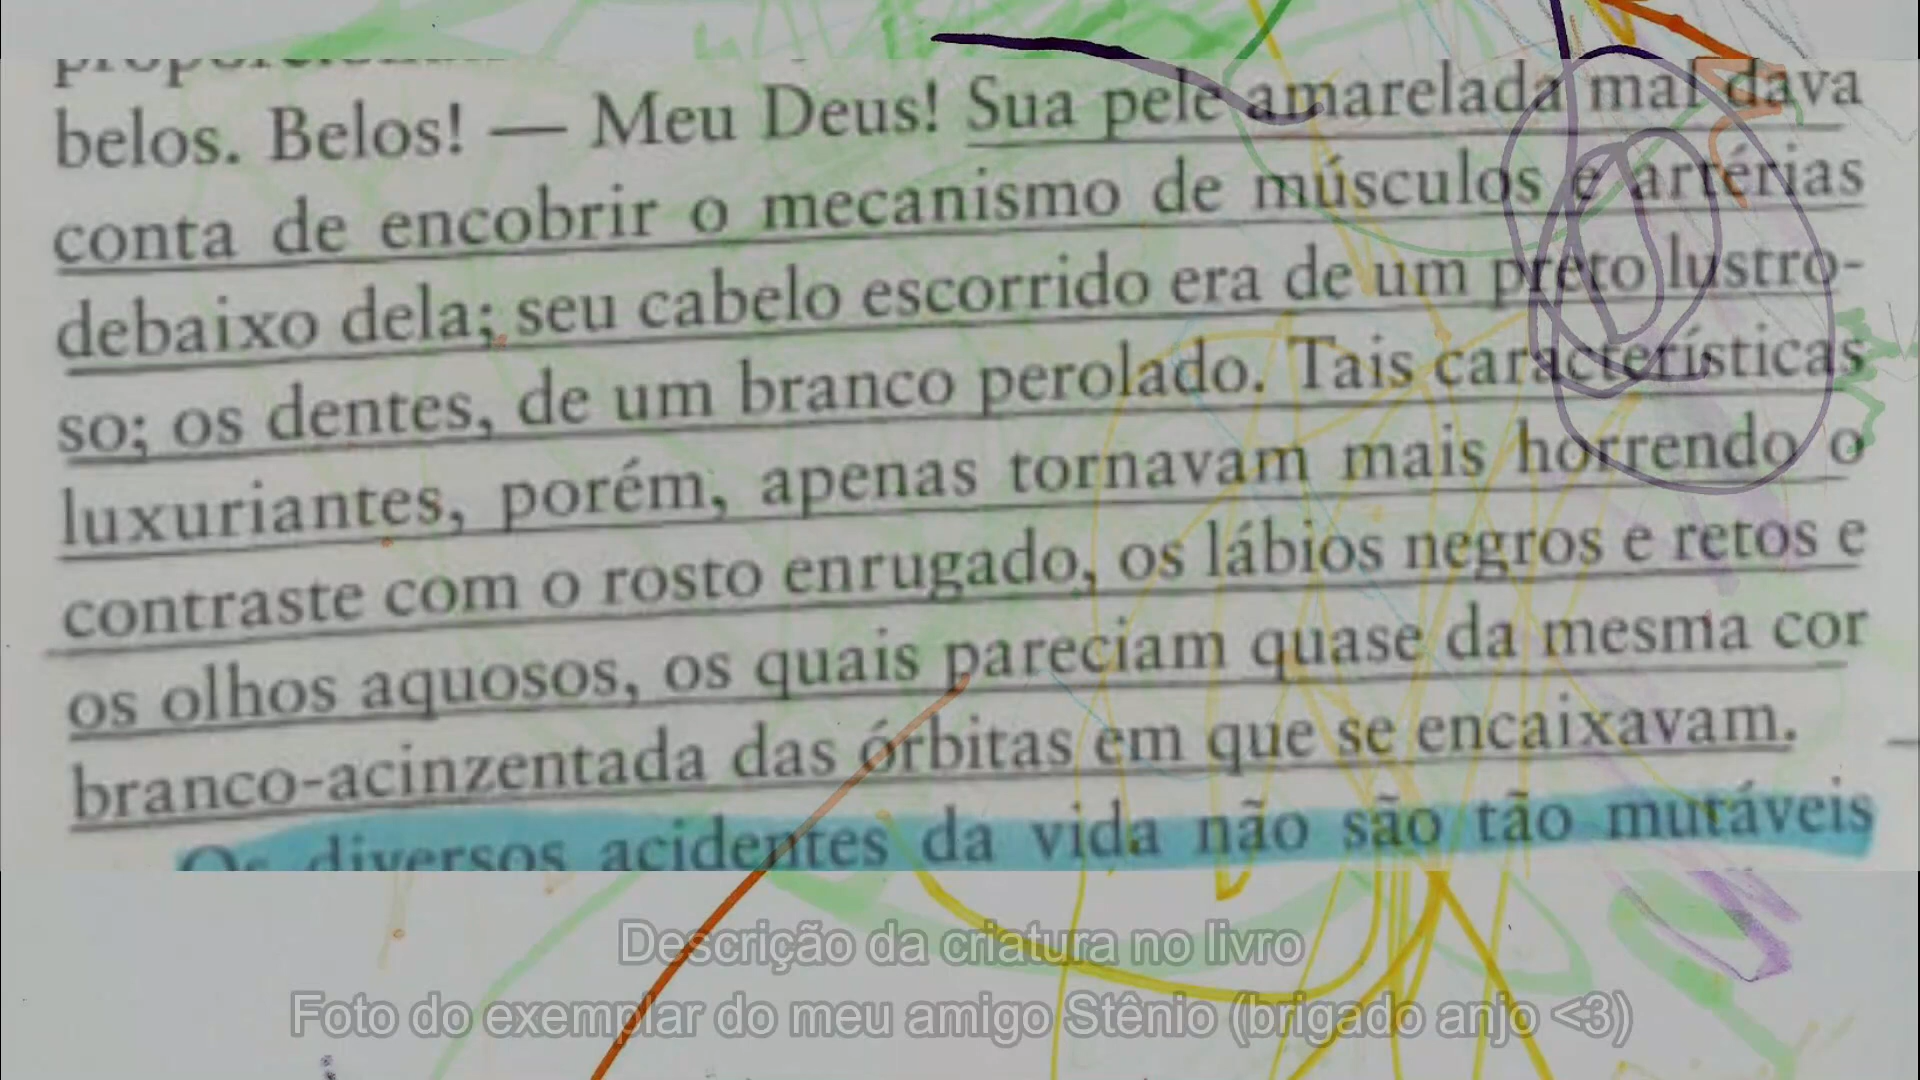 belos. Belos! — Meu Deus! Sua pele amarelada mal dava
conta de encobrir o mecanismo de músculos e artérias
debaixo dela; seu cabelo escorrido era de um preto lustro-
so; os dentes, de um branco perolado. Tais características
luxuriantes, porém, apenas tornavam mais horrendo o
contraste com o rosto enrugado, os lábios negros e retos e
os olhos aquosos, os quais pareciam quase da mesma cor
branco-acinzentada das órbitas em que se encaixavam.
Os diversos acidentes da vida não são tão mutáveis
Descrição da criatura no livro
Foto do exemplar do meu amigo Stênio (brigado anjo <3)